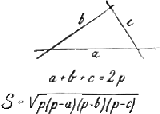 b
c
a
a + b + c = 2p
S = √p(p-a)(p-b)(p-c)